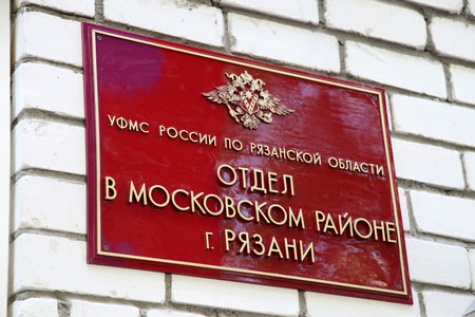 УФМС РОССИИ ПО РЯЗАНСКОЙ ОБЛАСТИ
ОТДЕЛ
В МОСКОВСКОМ РАЙОНЕ
Г. РЯЗАНИ